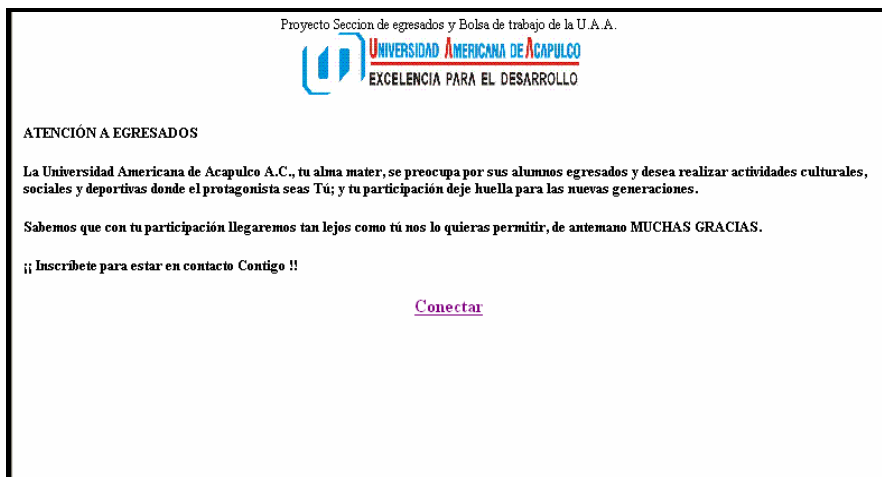 Proyecto Seccion de egresados y Bolsa de trabajo de la U.A.A.
UNIVERSIDAD AMERICANA DE ACAPULCO
EXCELENCIA PARA EL DESARROLLO
ATENCIÓN A EGRESADOS
La Universidad Americana de Acapulco A.C., tu alma mater, se preocupa por sus alumnos egresados y desea realizar actividades culturales,
sociales y deportivas donde el protagonista seas Tú; y tu participación deje huella para las nuevas generaciones.
Sabemos que con tu participación llegaremos tan lejos como tú nos lo quieras permitir, de antemano MUCHAS GRACIAS.
¡¡ Inscríbete para estar en contacto Contigo !!
Conectar